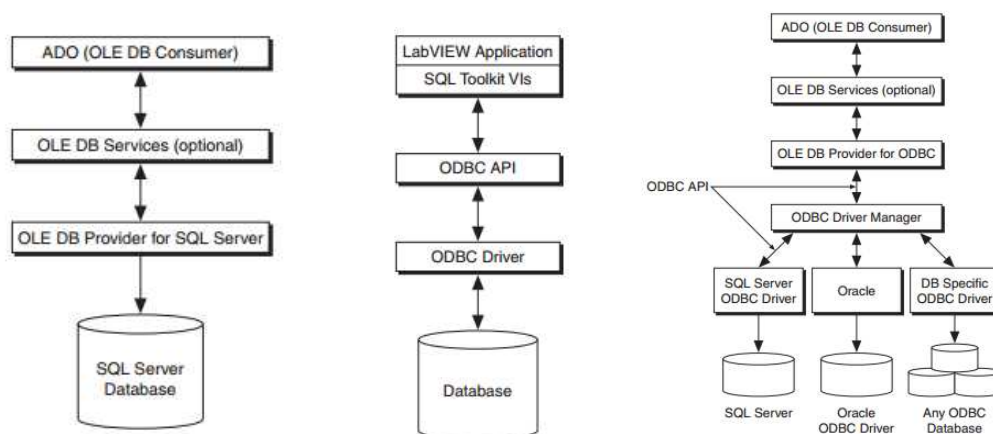 ADO (OLE DB Consumer)
OLE DB Services (optional)
OLE DB Provider for SQL Server
SQL Server
Database
LabVIEW Application
SQL Toolkit VIs
ODBC API
ODBC Driver
Database
ADO (OLE DB Consumer)
OLE DB Services (optional)
OLE DB Provider for ODBC
ODBC API
ODBC Driver Manager
SQL Server
ODBC Driver
Oracle
DB Specific
ODBC Driver
SQL Server
Oracle
ODBC Driver
Any ODBC
Database